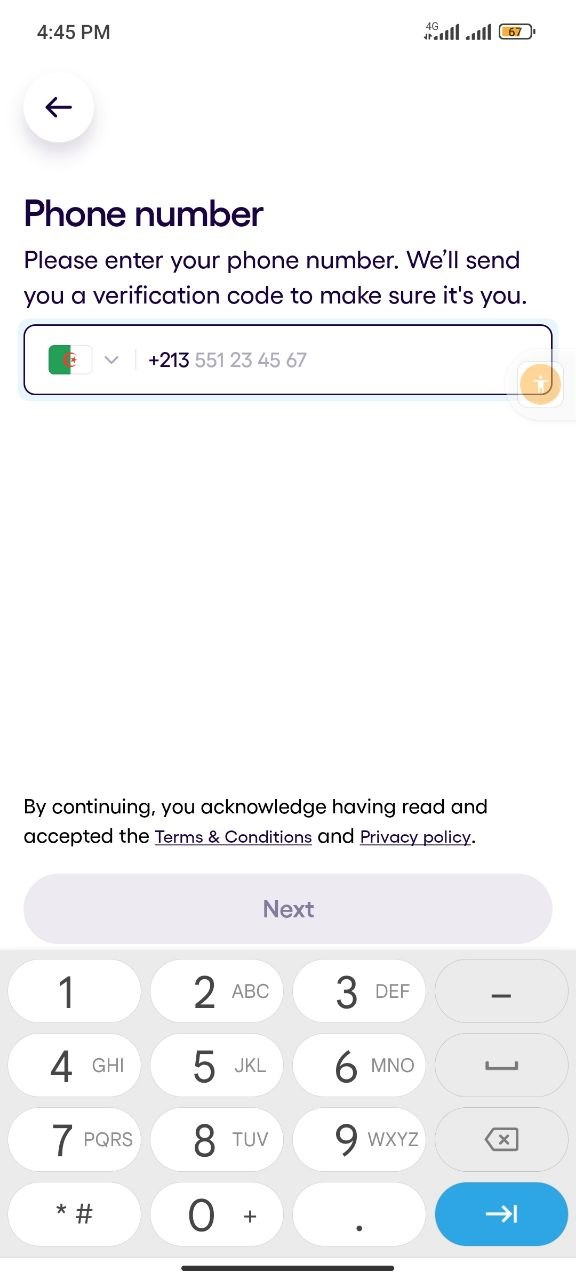 4:45 PM
4G
67
Phone number
Please enter your phone number. We'll send
you a verification code to make sure it's you.
+213 551 23 45 67
By continuing, you acknowledge having read and
accepted the Terms & Conditions and Privacy policy.
Next
1 2 ABC 3 DEF –
4 GHI 5 JKL 6 MNO
7 PQRS 8 TUV 9 WXYZ
* # 0 + .